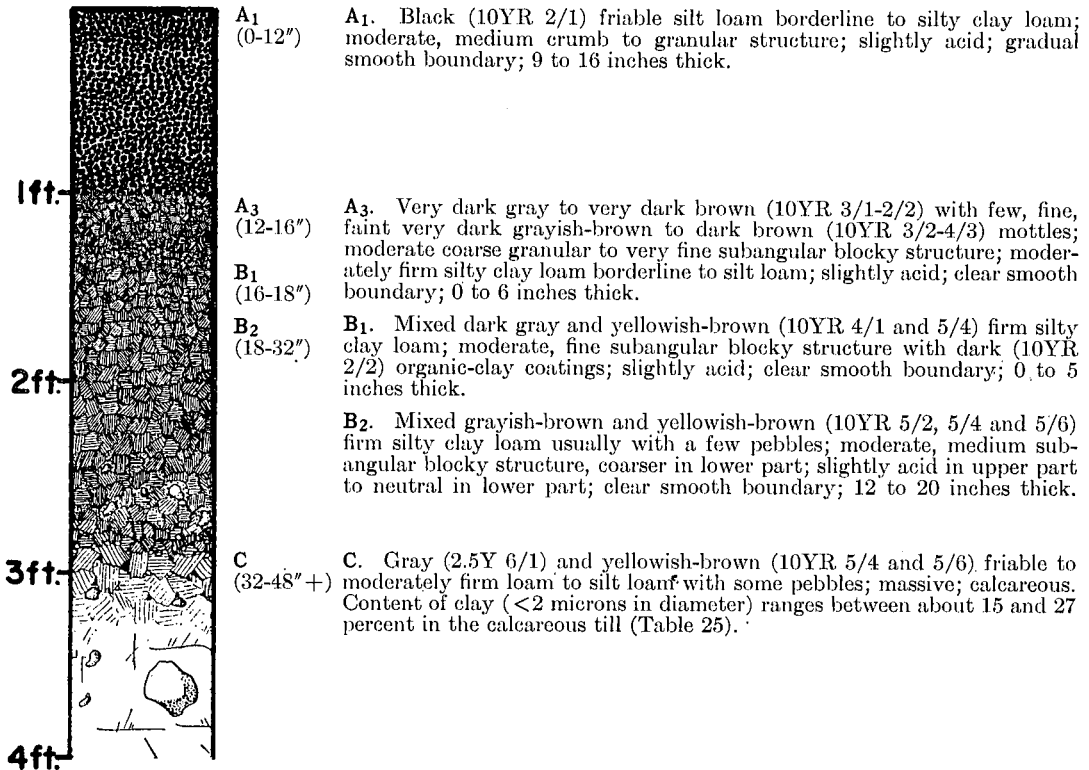 A1
(0-12")
A1. Black (10YR 2/1) friable silt loam borderline to silty clay loam;
moderate, medium crumb to granular structure; slightly acid; gradual
smooth boundary; 9 to 16 inches thick.
1ft.
A3
(12-16")
B1
(16-18")
A3. Very dark gray to very dark brown (10YR 3/1-2/2) with few, fine,
faint very dark grayish-brown to dark brown (10YR 3/2-4/3) mottles;
moderate coarse granular to very fine subangular blocky structure; moder-
ately firm silty clay loam borderline to silt loam; slightly acid; clear smooth
boundary; 0 to 6 inches thick.
B2
(18-32")
2ft.
B1. Mixed dark gray and yellowish-brown (10YR 4/1 and 5/4) firm silty
clay loam; moderate, fine subangular blocky structure with dark (10YR
2/2) organic-clay coatings; slightly acid; clear smooth boundary; 0 to 5
inches thick.
B2. Mixed grayish-brown and yellowish-brown (10YR 5/2, 5/4 and 5/6)
firm silty clay loam usually with a few pebbles; moderate, medium sub-
angular blocky structure, coarser in lower part; slightly acid in upper part
to neutral in lower part; clear smooth boundary; 12 to 20 inches thick.
3ft.
C
(32-48"+)
C. Gray (2.5Y 6/1) and yellowish-brown (10YR 5/4 and 5/6) friable to
moderately firm loam to silt loam with some pebbles; massive; calcareous.
Content of clay (<2 microns in diameter) ranges between about 15 and 27
percent in the calcareous till (Table 25).
4ft.